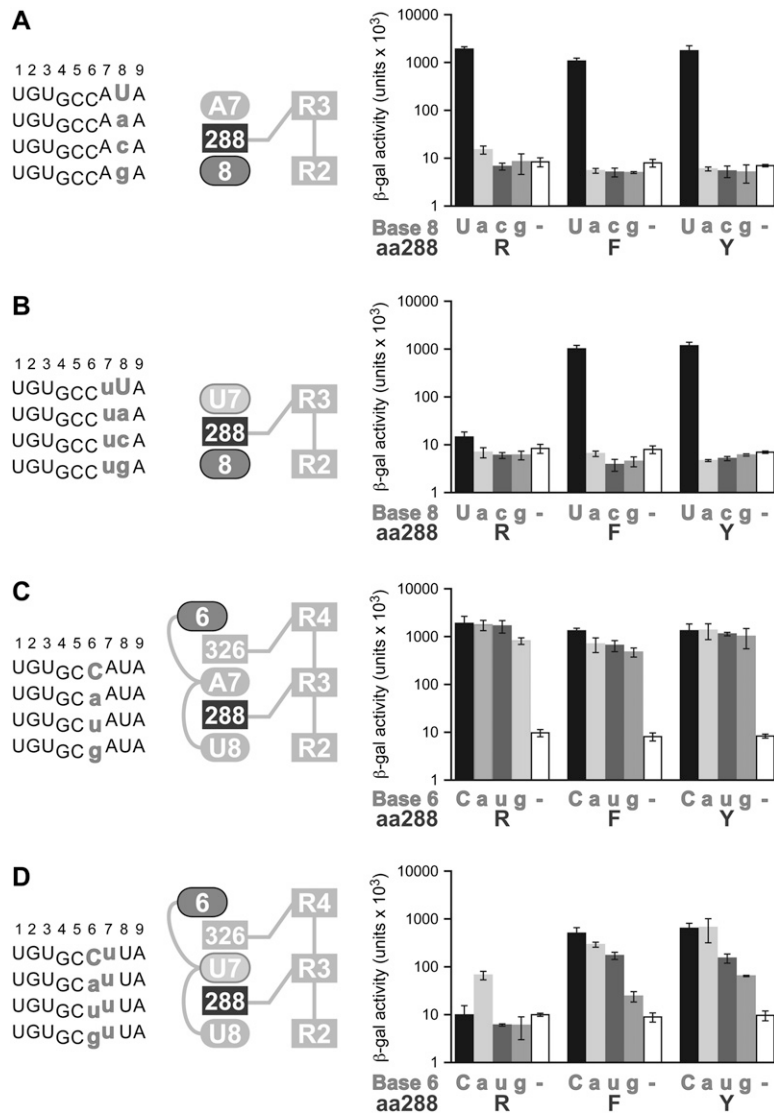 A
1 2 3 4 5 6 7 8 9
UGUGCCAUA
UGUGCCAaA
UGUGCCAcA
UGUGCCAgA
A7
288
8
R3
R2
β-gal activity (units x 10³)
10000
1000
100
10
1
Base 8 U a c g - U a c g - U a c g -
aa288 R F Y
B
1 2 3 4 5 6 7 8 9
UGUGCCuUA
UGUGCCuaA
UGUGCCucA
UGUGCCugA
U7
288
8
R3
R2
β-gal activity (units x 10³)
10000
1000
100
10
1
Base 8 U a c g - U a c g - U a c g -
aa288 R F Y
C
1 2 3 4 5 6 7 8 9
UGUGCCAUA
UGUGCaAUA
UGUGCuAUA
UGUGCgAUA
6
326
A7
288
U8
R4
R3
R2
β-gal activity (units x 10³)
10000
1000
100
10
1
Base 6 C a u g - C a u g - C a u g -
aa288 R F Y
D
1 2 3 4 5 6 7 8 9
UGUGCCuUA
UGUGCauUA
UGUGCuuUA
UGUGCguUA
6
326
U7
288
U8
R4
R3
R2
β-gal activity (units x 10³)
10000
1000
100
10
1
Base 6 C a u g - C a u g - C a u g -
aa288 R F Y